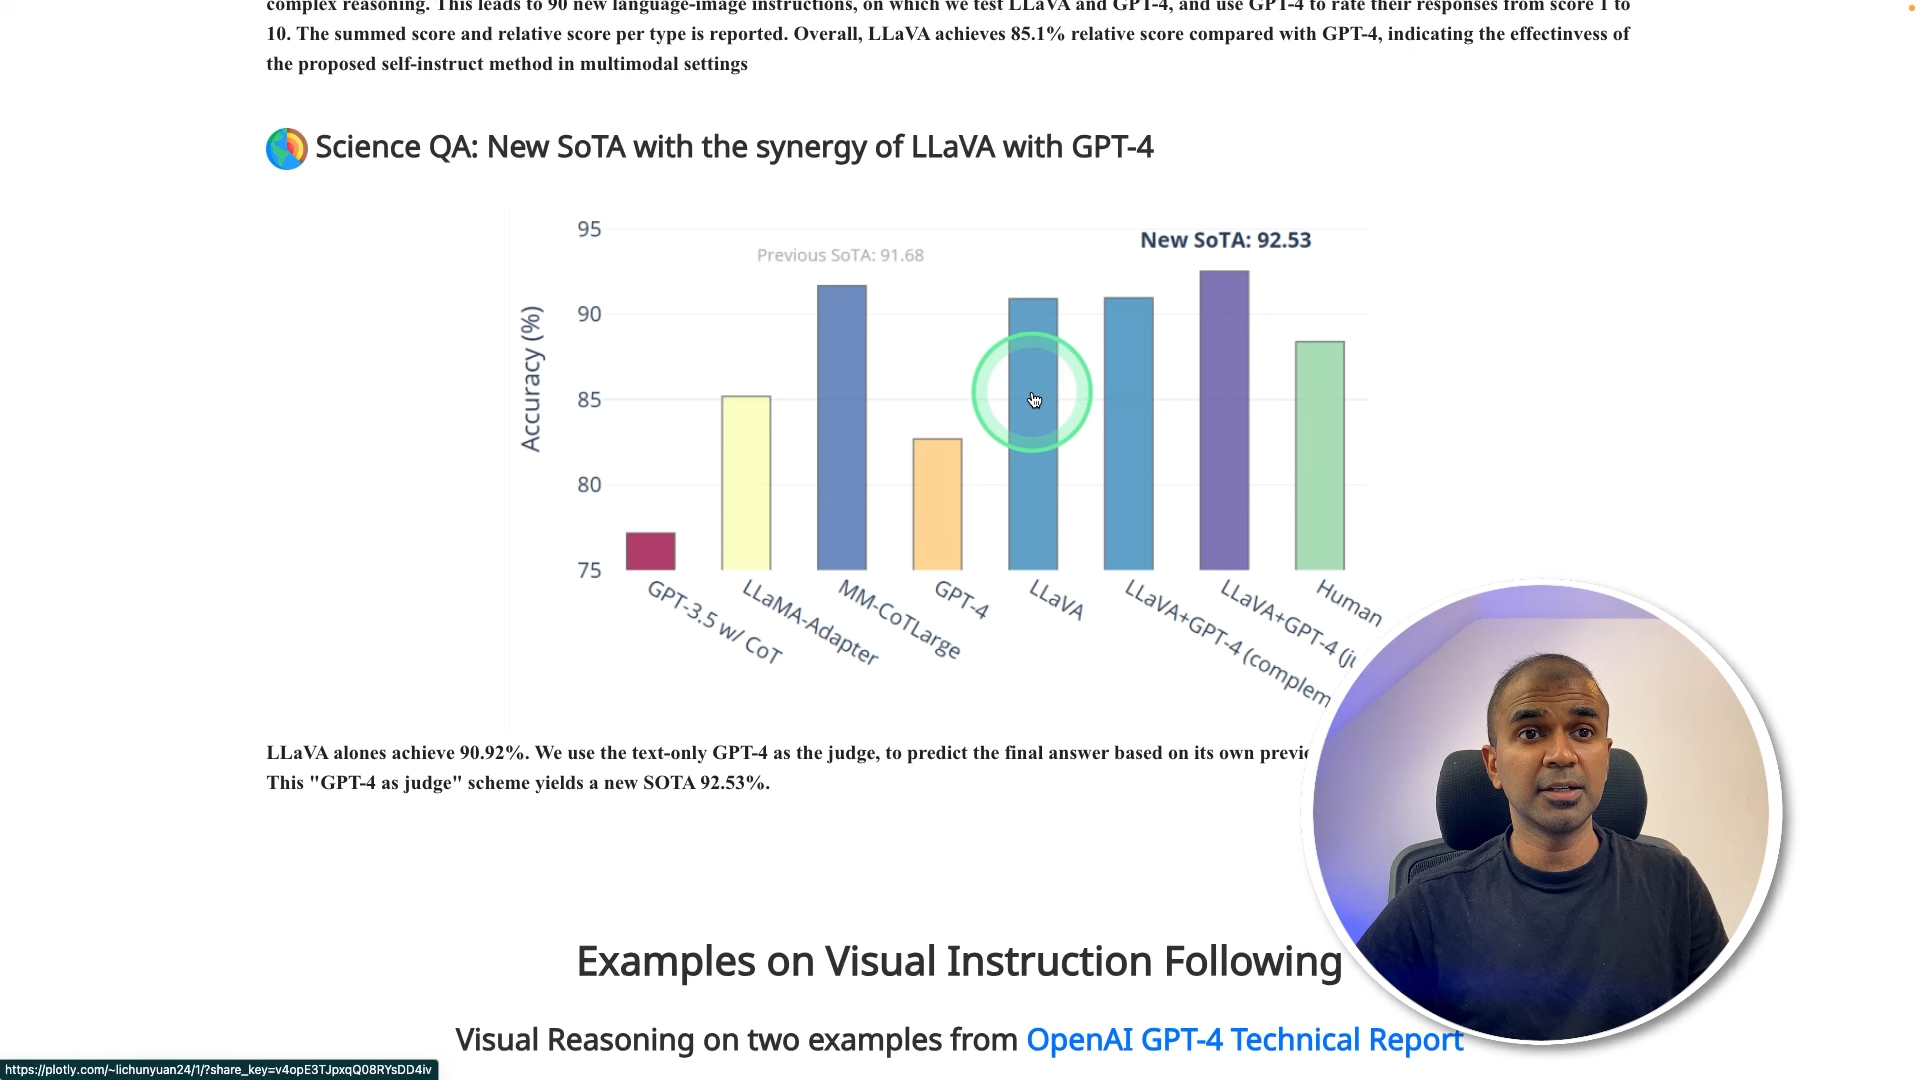 complex reasoning. This leads to 90 new language-image instructions, on which we test LLaVA and GPT-4, and use GPT-4 to rate their responses from score 1 to
10. The summed score and relative score per type is reported. Overall, LLaVA achieves 85.1% relative score compared with GPT-4, indicating the effectinvess of
the proposed self-instruct method in multimodal settings
Science QA: New SoTA with the synergy of LLaVA with GPT-4
95
New SoTA: 92.53
Previous SoTA: 91.68
90
Accuracy (%)
85
80
75
GPT-3.5 w/ CoT
LLaMA-Adapter
MM-CoTLarge
GPT-4
LLaVA
LLaVA+GPT-4 (complem
LLaVA+GPT-4 (ju
Human
LLaVA alones achieve 90.92%. We use the text-only GPT-4 as the judge, to predict the final answer based on its own previo
This "GPT-4 as judge" scheme yields a new SOTA 92.53%.
Examples on Visual Instruction Following
Visual Reasoning on two examples from OpenAI GPT-4 Technical Report
https://plotly.com/~lichunyuan24/1/?share_key=v4opE3TJpxqQ08RYsDD4iv